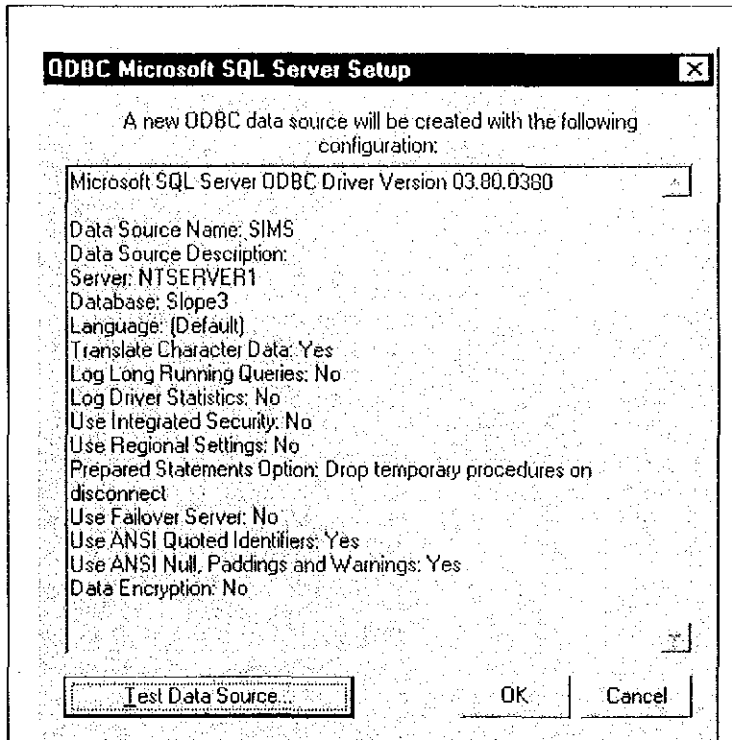 ODBC Microsoft SQL Server Setup
A new ODBC data source will be created with the following
configuration:
Microsoft SQL Server ODBC Driver Version 03.80.0380
Data Source Name: SIMS
Data Source Description:
Server: NTSERVER1
Database: Slope3
Language: (Default)
Translate Character Data: Yes
Log Long Running Queries: No
Log Driver Statistics: No
Use Integrated Security: No
Use Regional Settings: No
Prepared Statements Option: Drop temporary procedures on
disconnect
Use Failover Server: No
Use ANSI Quoted Identifiers: Yes
Use ANSI Null, Paddings and Warnings: Yes
Data Encryption: No
Test Data Source...
OK
Cancel